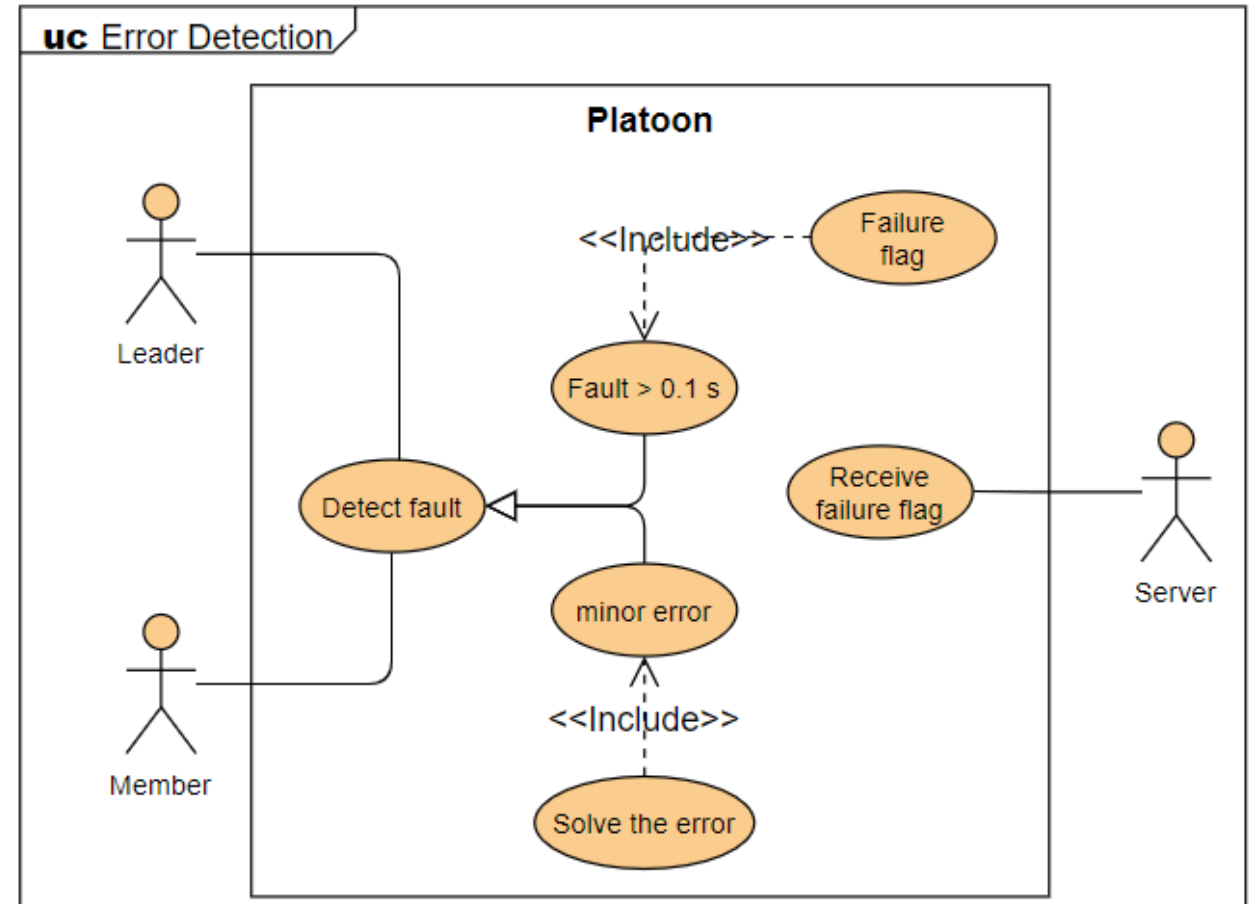 uc Error Detection
Platoon
Failure
flag
<<Include>>
Leader
Fault > 0.1 s
Detect fault
Receive
failure flag
minor error
Server
<<Include>>
Member
Solve the error